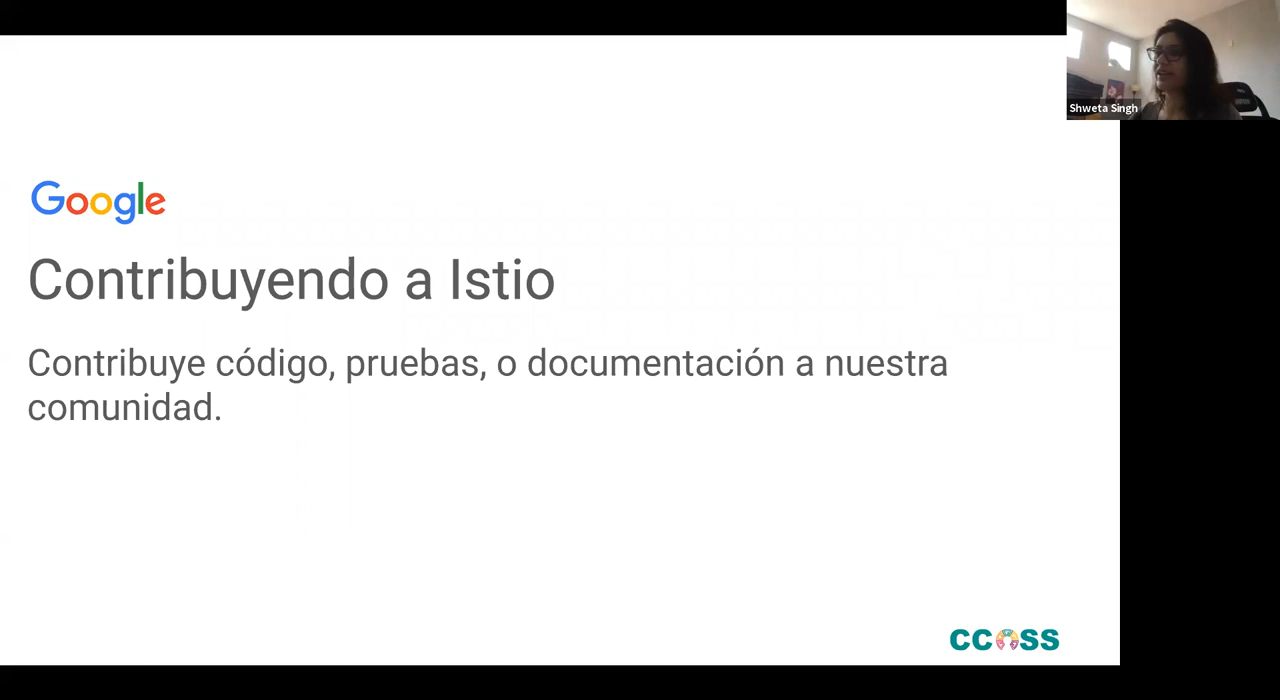 Shweta Singh
Google
Contribuyendo a Istio
Contribuye código, pruebas, o documentación a nuestra
comunidad.
CCOSS